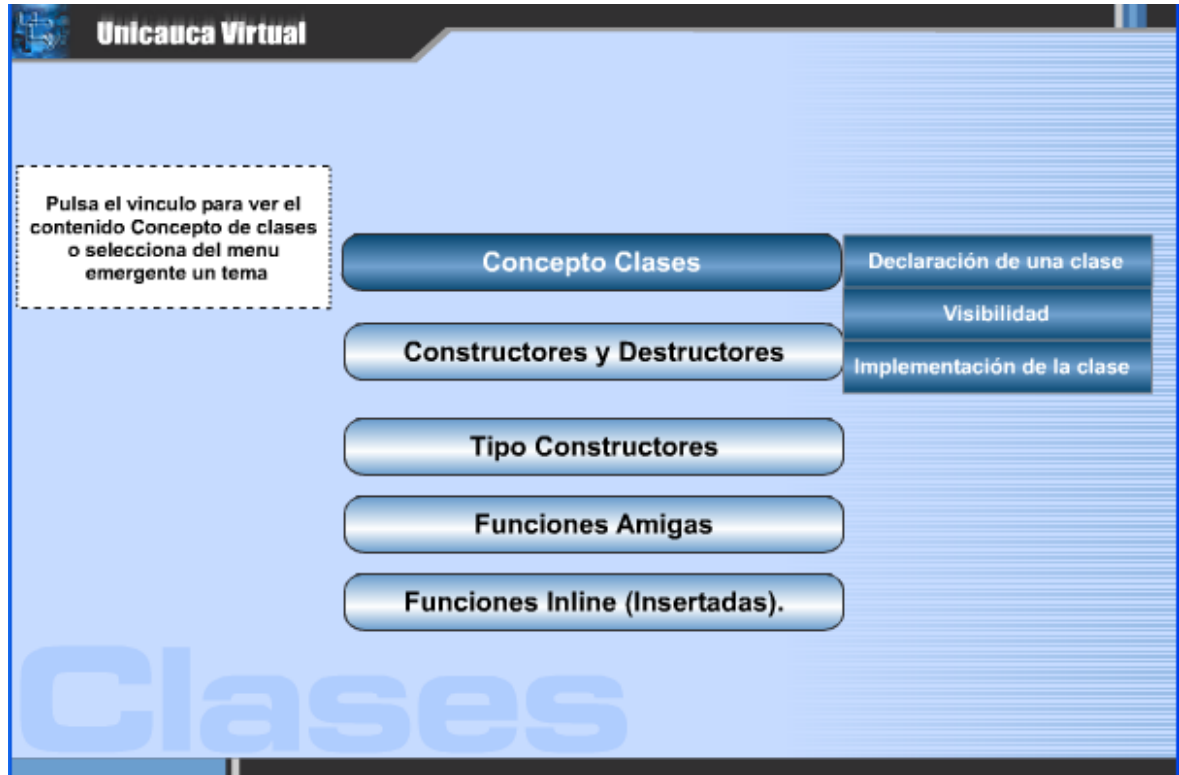 Unicauca Virtual
Pulsa el vinculo para ver el
contenido Concepto de clases
o selecciona del menu
emergente un tema
Concepto Clases
Declaración de una clase
Visibilidad
Implementación de la clase
Constructores y Destructores
Tipo Constructores
Funciones Amigas
Funciones Inline (Insertadas).
Clases